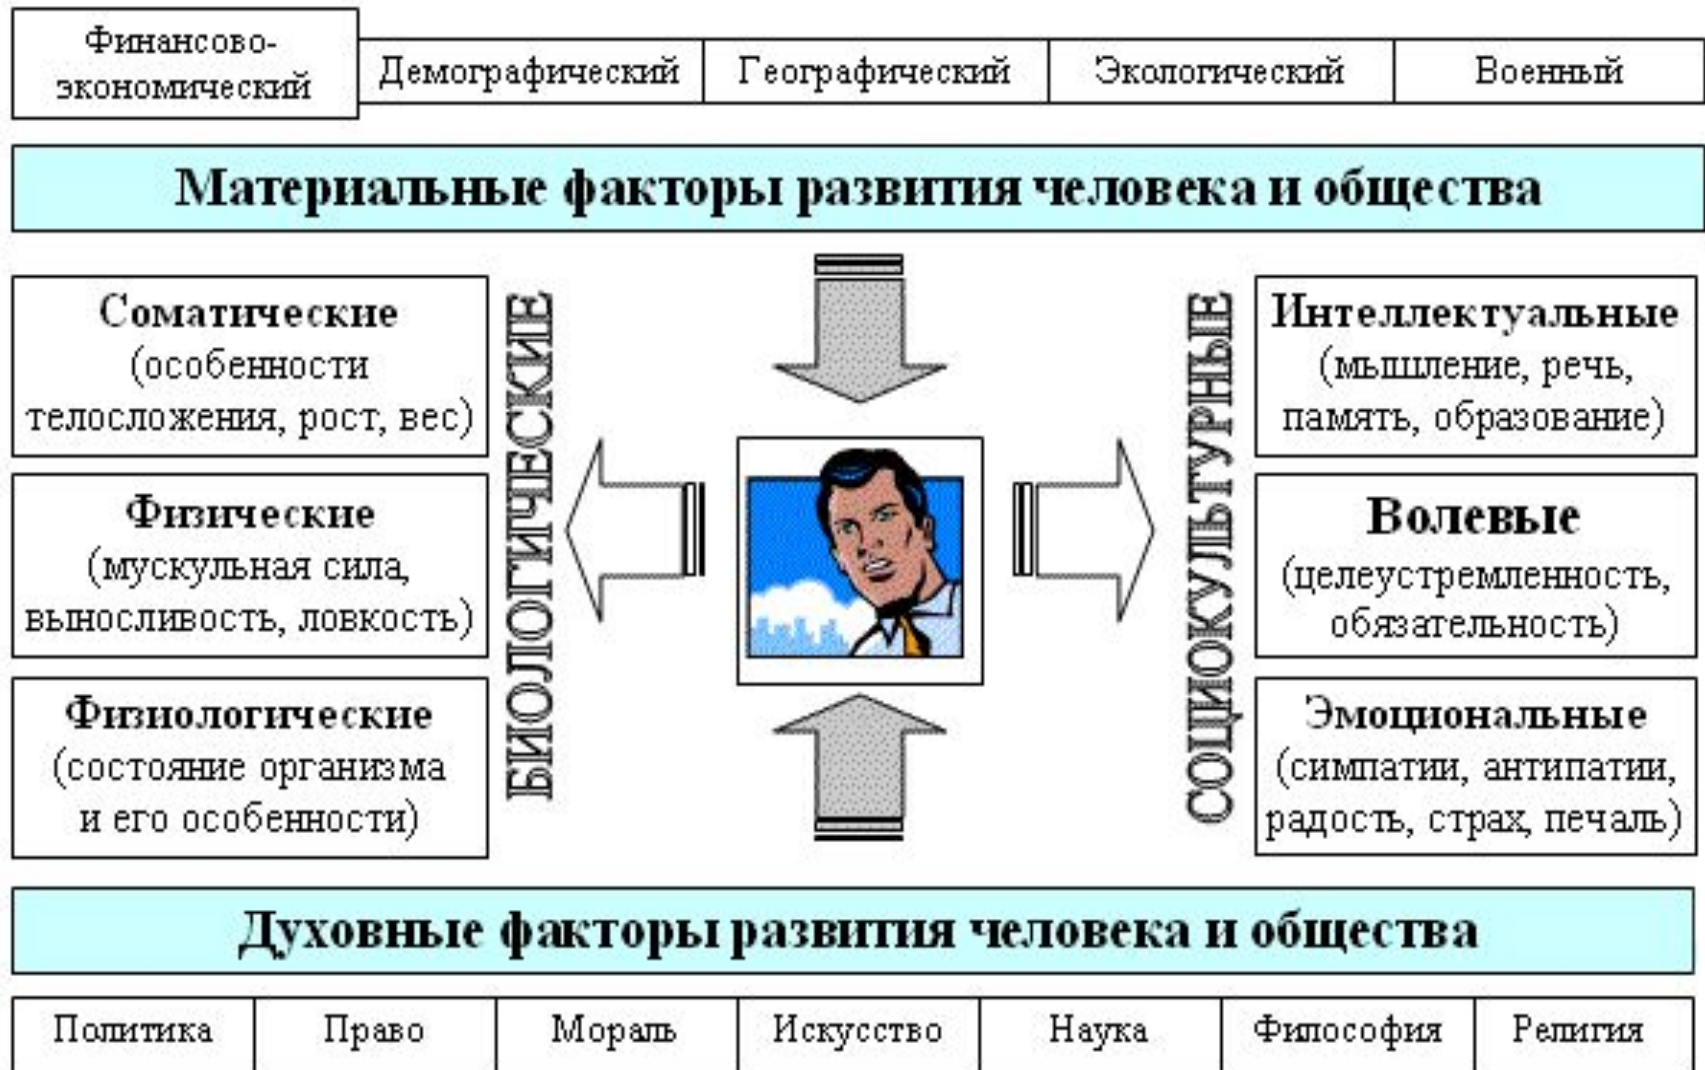 Финансово-
экономический
Демографический
Географический
Экологический
Военный
Материальные факторы развития человека и общества
Соматические
(особенности
телосложения, рост, вес)
Физические
(мускульная сила,
выносливость, ловкость)
Физиологические
(состояние организма
и его особенности)
БИОЛОГИЧЕСКИЕ
СОЦИОКУЛЬТУРНЫЕ
Интеллектуальные
(мышление, речь,
память, образование)
Волевые
(целеустремленность,
обязательность)
Эмоциональные
(симпатии, антипатии,
радость, страх, печаль)
Духовные факторы развития человека и общества
Политика
Право
Мораль
Искусство
Наука
Философия
Религия